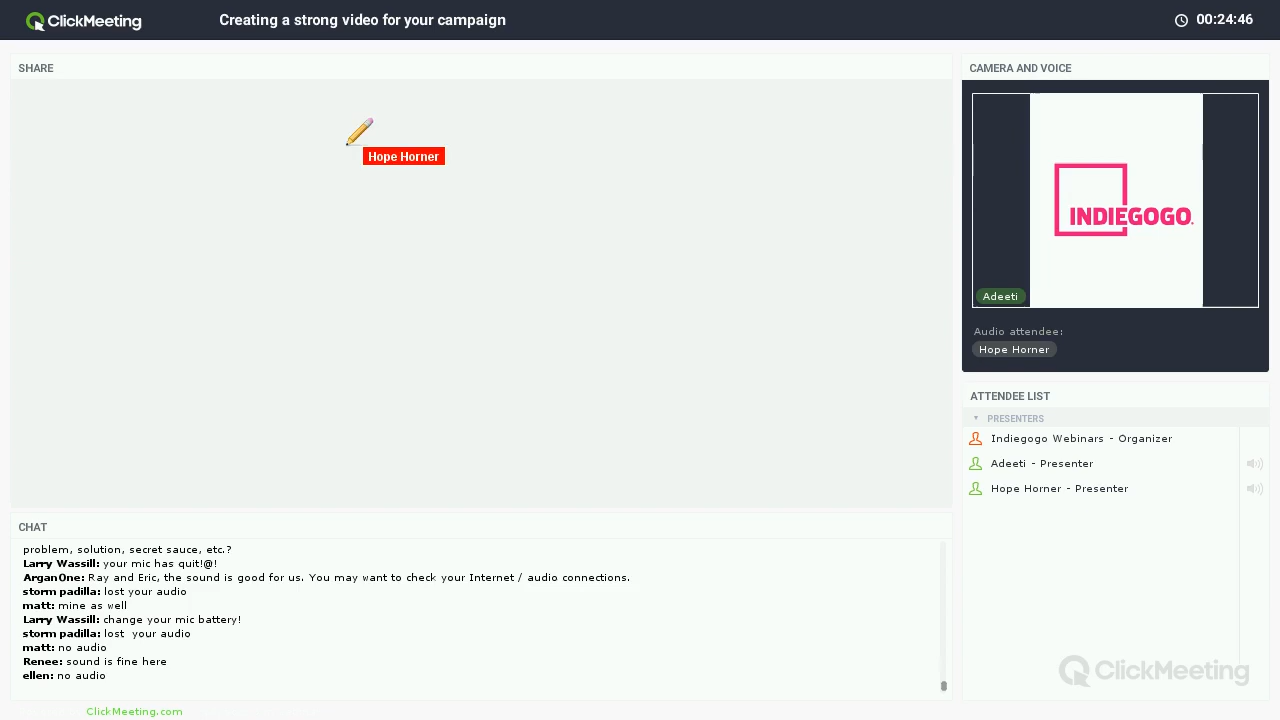 ClickMeeting
Creating a strong video for your campaign
00:24:46
SHARE
Hope Horner
CAMERA AND VOICE
INDIEGOGO
Adeeti
Audio attendee:
Hope Horner
ATTENDEE LIST
PRESENTERS
Indiegogo Webinars - Organizer
Adeeti - Presenter
Hope Horner - Presenter
CHAT
problem, solution, secret sauce, etc.?
Larry Wassill: your mic has quit!@!
ArganOne: Ray and Eric, the sound is good for us. You may want to check your Internet / audio connections.
storm padilla: lost your audio
matt: mine as well
Larry Wassill: change your mic battery!
storm padilla: lost  your audio
matt: no audio
Renee: sound is fine here
ellen: no audio
ClickMeeting
ClickMeeting.com